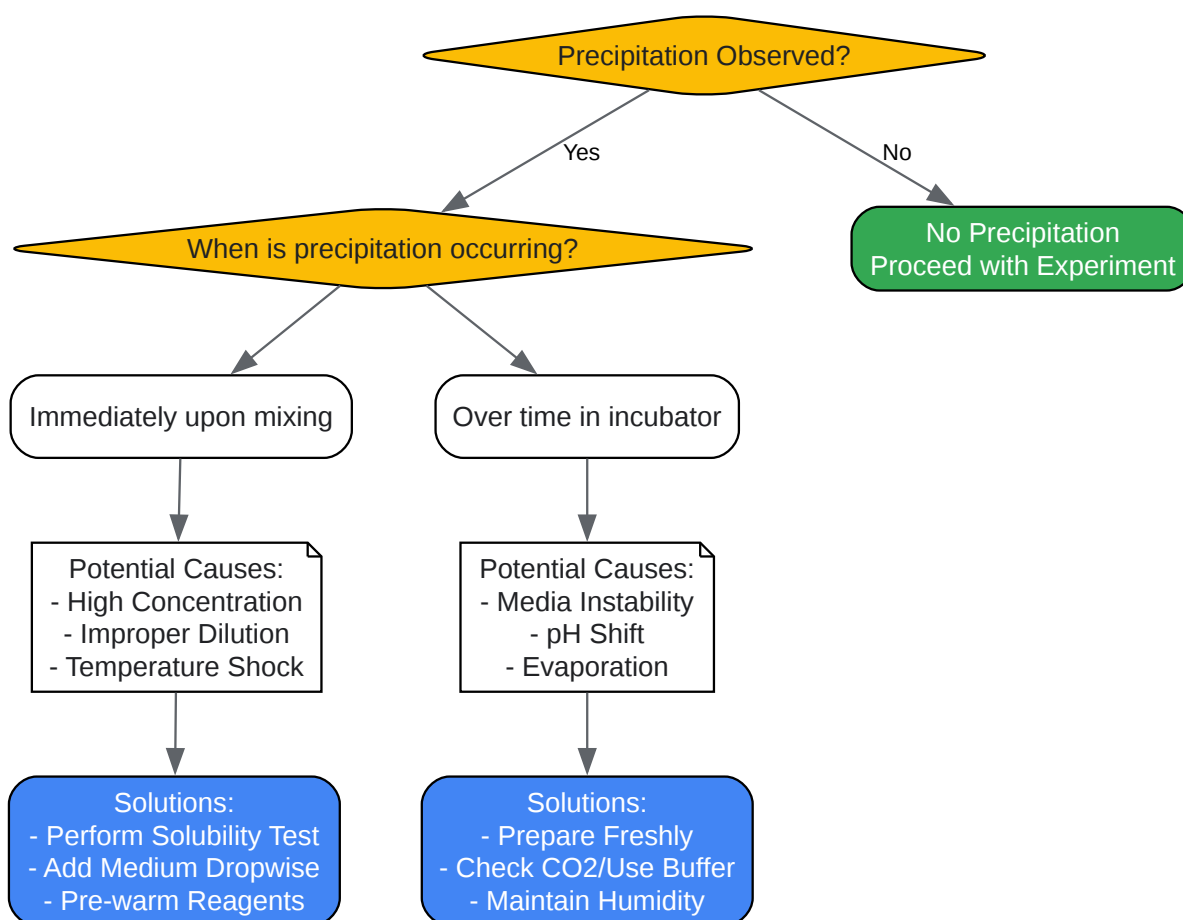 Precipitation Observed?
Yes
No
When is precipitation occurring?
No Precipitation
Proceed with Experiment
Immediately upon mixing
Over time in incubator
Potential Causes:
- High Concentration
- Improper Dilution
- Temperature Shock
Potential Causes:
- Media Instability
- pH Shift
- Evaporation
Solutions:
- Perform Solubility Test
- Add Medium Dropwise
- Pre-warm Reagents
Solutions:
- Prepare Freshly
- Check CO2/Use Buffer
- Maintain Humidity